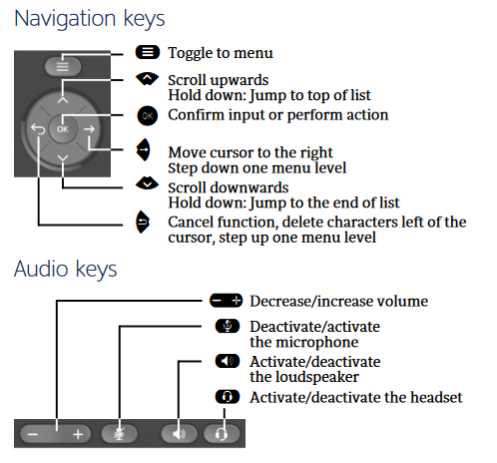 Navigation keys
Toggle to menu
Scroll upwards
Hold down: Jump to top of list
OK
Confirm input or perform action
OK
Move cursor to the right
Step down one menu level
Scroll downwards
Hold down: Jump to the end of list
Cancel function, delete characters left of the
cursor, step up one menu level
Audio keys
− + Decrease/increase volume
Deactivate/activate
the microphone
Activate/deactivate
the loudspeaker
Activate/deactivate the headset
− +